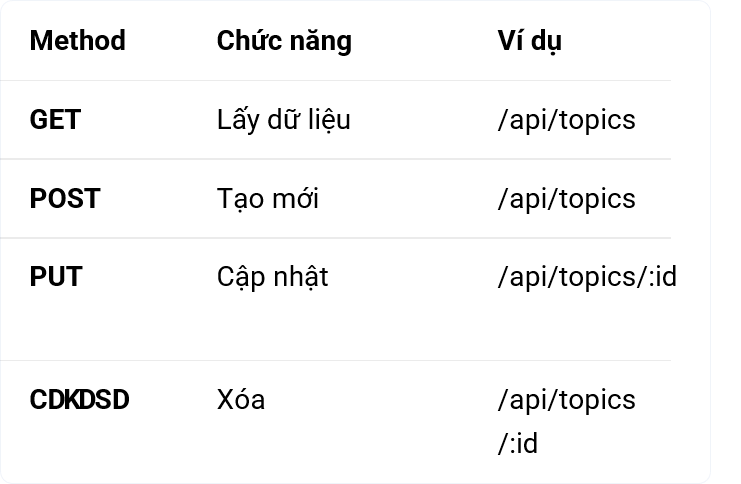 Method Chức năng Ví dụ
GET Lấy dữ liệu /api/topics
POST Tạo mới /api/topics
PUT Cập nhật /api/topics/:id
CDKDSD Xóa /api/topics
/:id